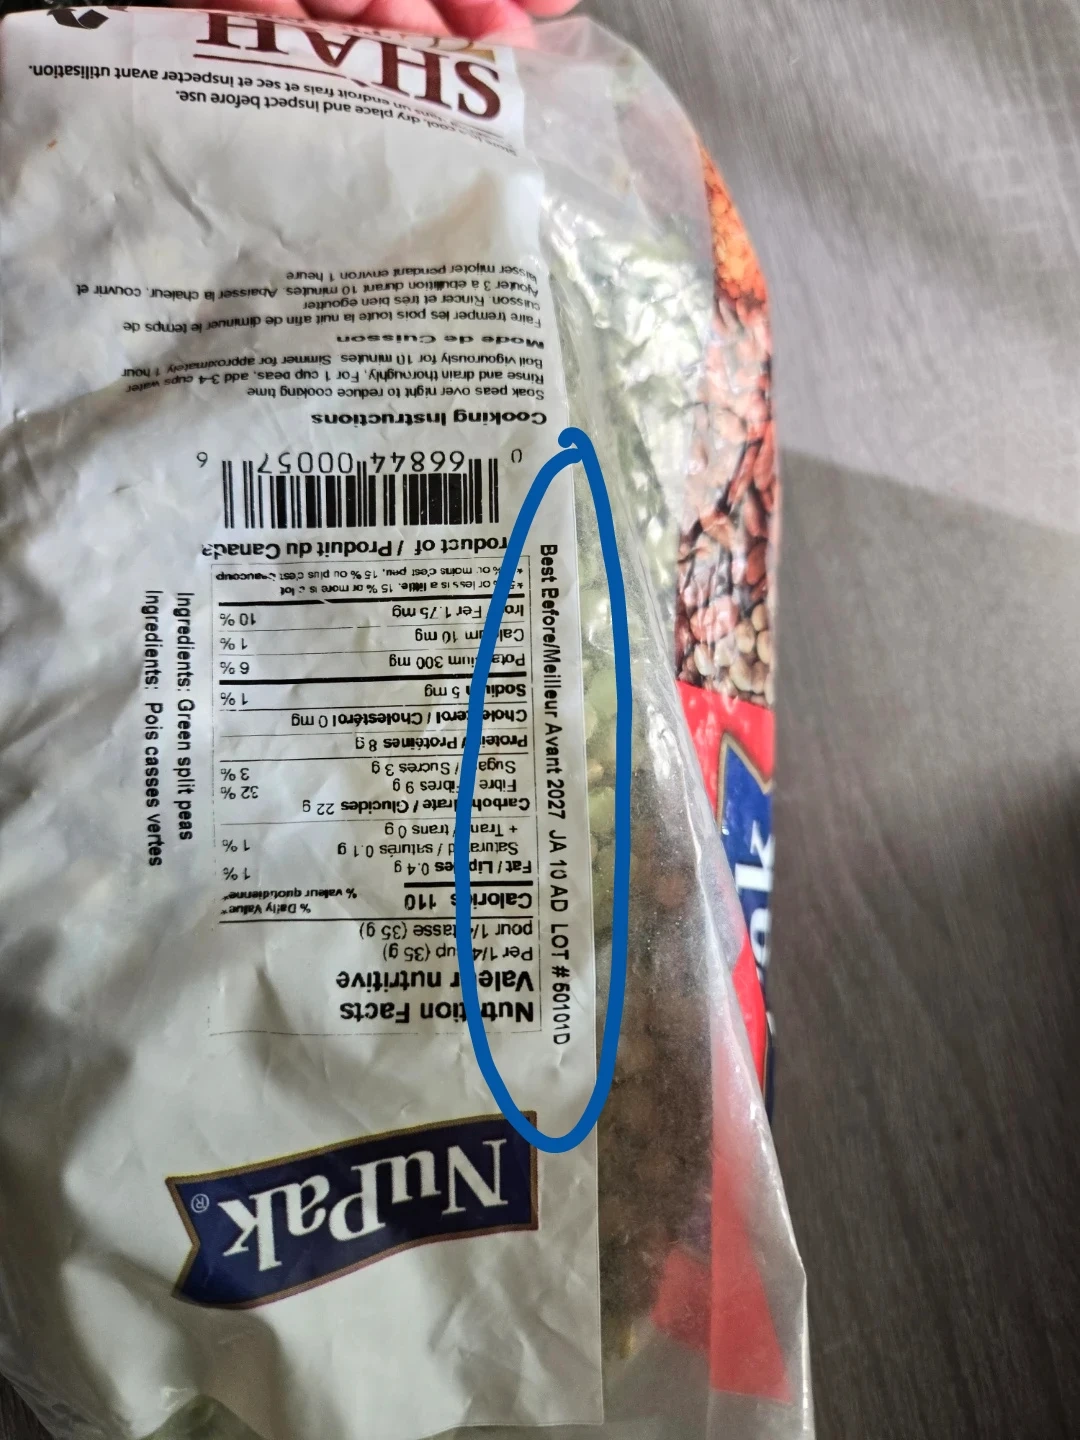 NuPak®
Nutrition Facts
Valeur nutritive
Per 1/4 cup (35 g)
pour 1/4 tasse (35 g)
Calories 110
% Daily Value*
% valeur quotidienne*
Fat / Lipides 0.4 g 1 %
Saturated / saturés 0.1 g 1 %
+ Trans / trans 0 g
Carbohydrate / Glucides 22 g
Fibre / Fibres 9 g 32 %
Sugars / Sucres 3 g 3 %
Protein / Protéines 8 g
Cholesterol / Cholestérol 0 mg
Sodium 5 mg 1 %
Potassium 300 mg 6 %
Calcium 10 mg 1 %
Iron / Fer 1.75 mg 10 %
*5 % or less is a little, 15 % or more is a lot
*5 % ou moins c'est peu, 15 % ou plus c'est beaucoup
Product of / Produit du Canada
0 66844 00057 6
Best Before/Meilleur Avant 2027 JA 10 AD LOT # 50101D
Ingredients: Green split peas
Ingredients: Pois casses vertes
Cooking Instructions
Soak peas over night to reduce cooking time
Rinse and drain thoroughly, For 1 cup peas, add 3-4 cups water
Boil vigourously for 10 minutes Simmer for approximately 1 hour
Mode de Cuisson
Faire tremper les pois toute la nuit afin de diminuer le temps de
cuisson. Rincer et très bien égoutter
Ajouter 3 a ébulition durant 10 minutes. Abaisser la chaleur, couvrir et
laisser mijoter pendant environ 1 heure
cool, dry place and inspect before use.
un endroit frais et sec et inspecter avant utilisation.
SHAH